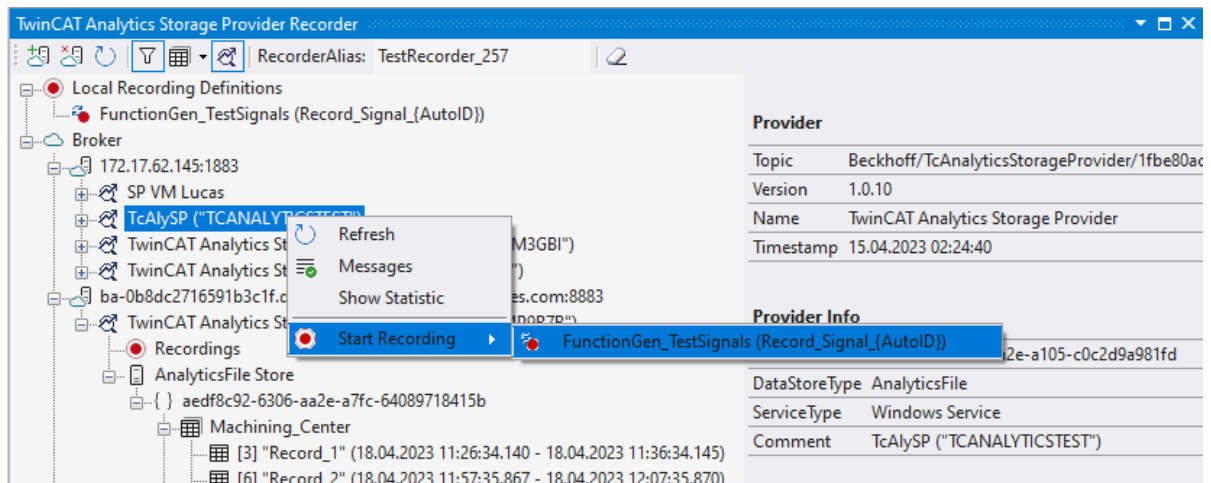 TwinCAT Analytics Storage Provider Recorder
RecorderAlias: TestRecorder_257
Local Recording Definitions
FunctionGen_TestSignals (Record_Signal_{AutoID})
Broker
172.17.62.145:1883
SP VM Lucas
TcAlySP ("TCANALYTICSTEST")
TwinCAT Analytics St M3GBI")
TwinCAT Analytics St ")
ba-0b8dc2716591b3c1f. es.com:8883
TwinCAT Analytics St
Recordings
AnalyticsFile Store
{ } aedf8c92-6306-aa2e-a7fc-64089718415b
Machining_Center
[3] "Record_1" (18.04.2023 11:26:34.140 - 18.04.2023 11:36:34.145)
[6] "Record_2" (18.04.2023 11:57:35.867 - 18.04.2023 12:07:35.870)
Refresh
Messages
Show Statistic
Start Recording
FunctionGen_TestSignals (Record_Signal_{AutoID})
Provider
Topic Beckhoff/TcAnalyticsStorageProvider/1fbe80ac
Version 1.0.10
Name TwinCAT Analytics Storage Provider
Timestamp 15.04.2023 02:24:40
Provider Info
2e-a105-c0c2d9a981fd
DataStoreType AnalyticsFile
ServiceType Windows Service
Comment TcAlySP ("TCANALYTICSTEST")